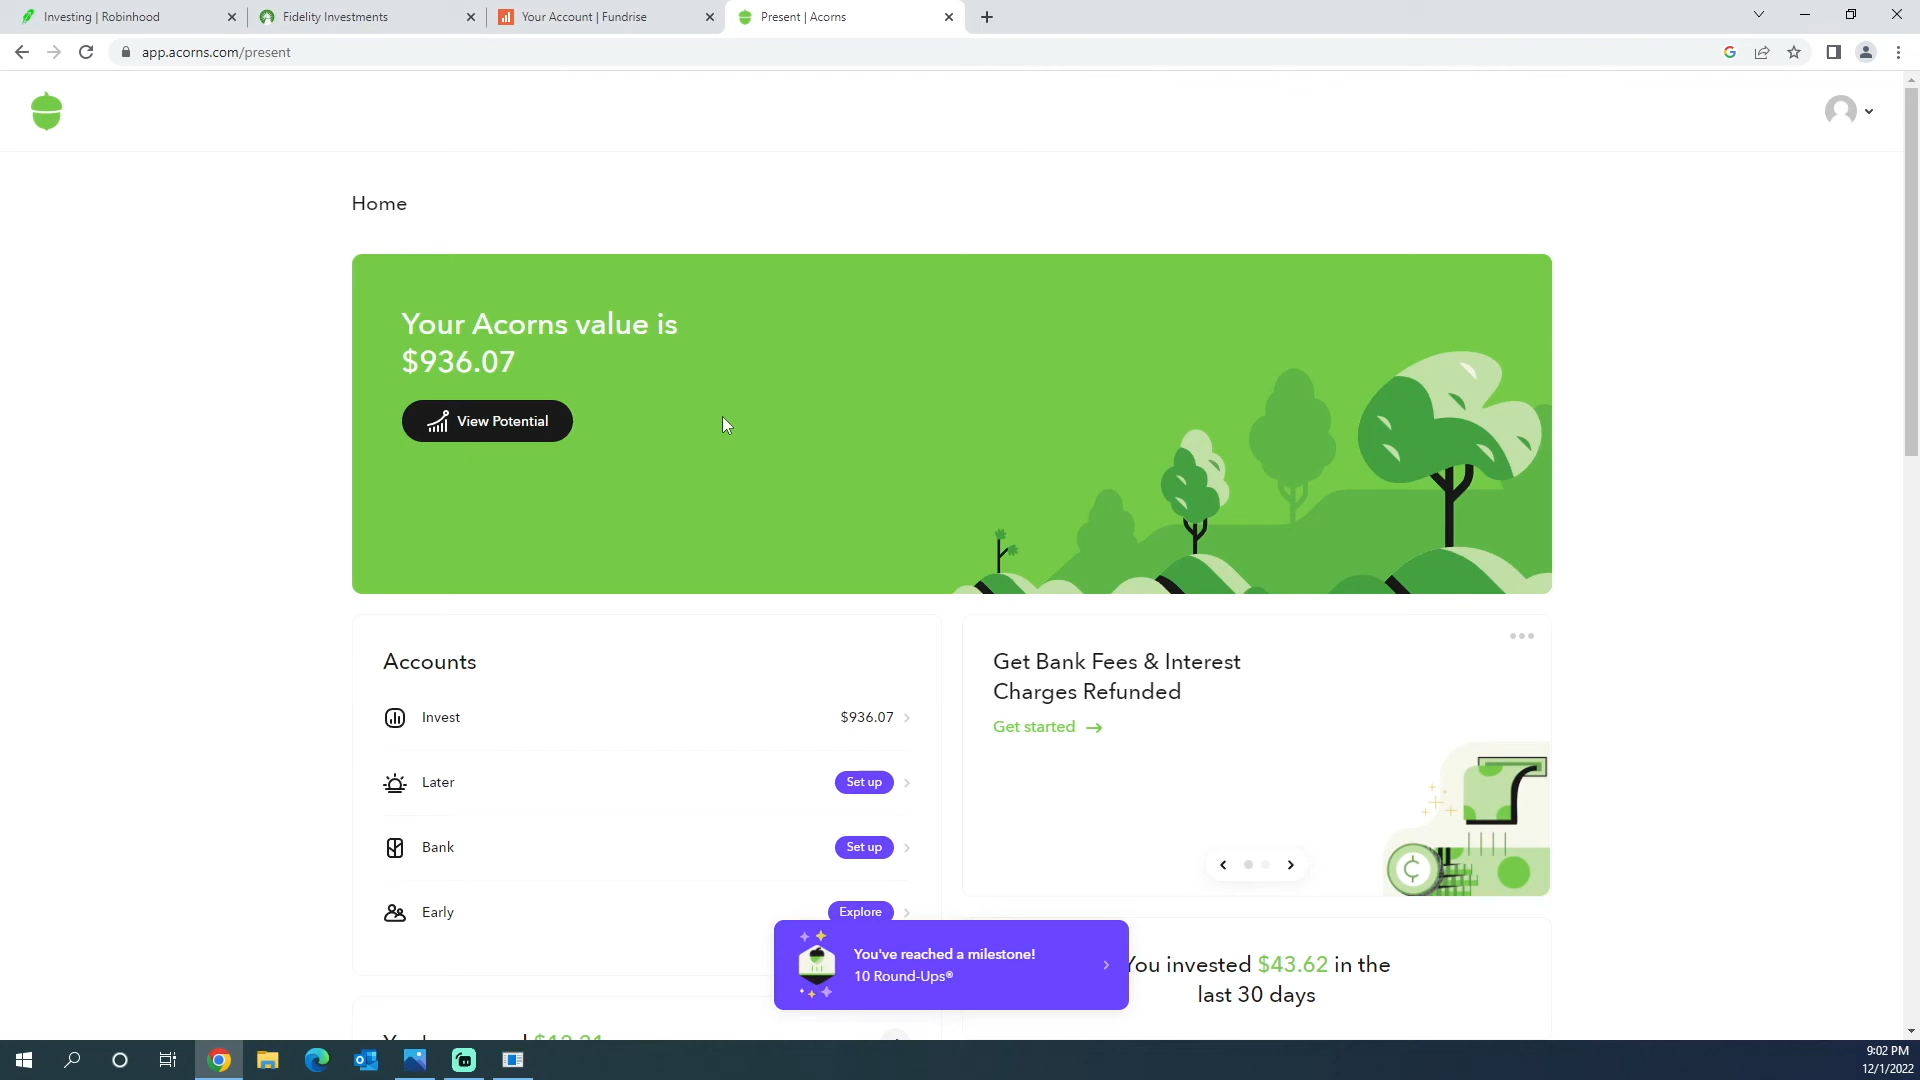 Investing | Robinhood
Fidelity Investments
Your Account | Fundrise
Present | Acorns
app.acorns.com/present
Home
Your Acorns value is
$936.07
View Potential
Accounts
Invest
$936.07
Later
Set up
Bank
Set up
Early
Explore
Get Bank Fees & Interest
Charges Refunded
Get started
You've reached a milestone!
10 Round-Ups®
You invested $43.62 in the
last 30 days
9:02 PM
12/1/2022